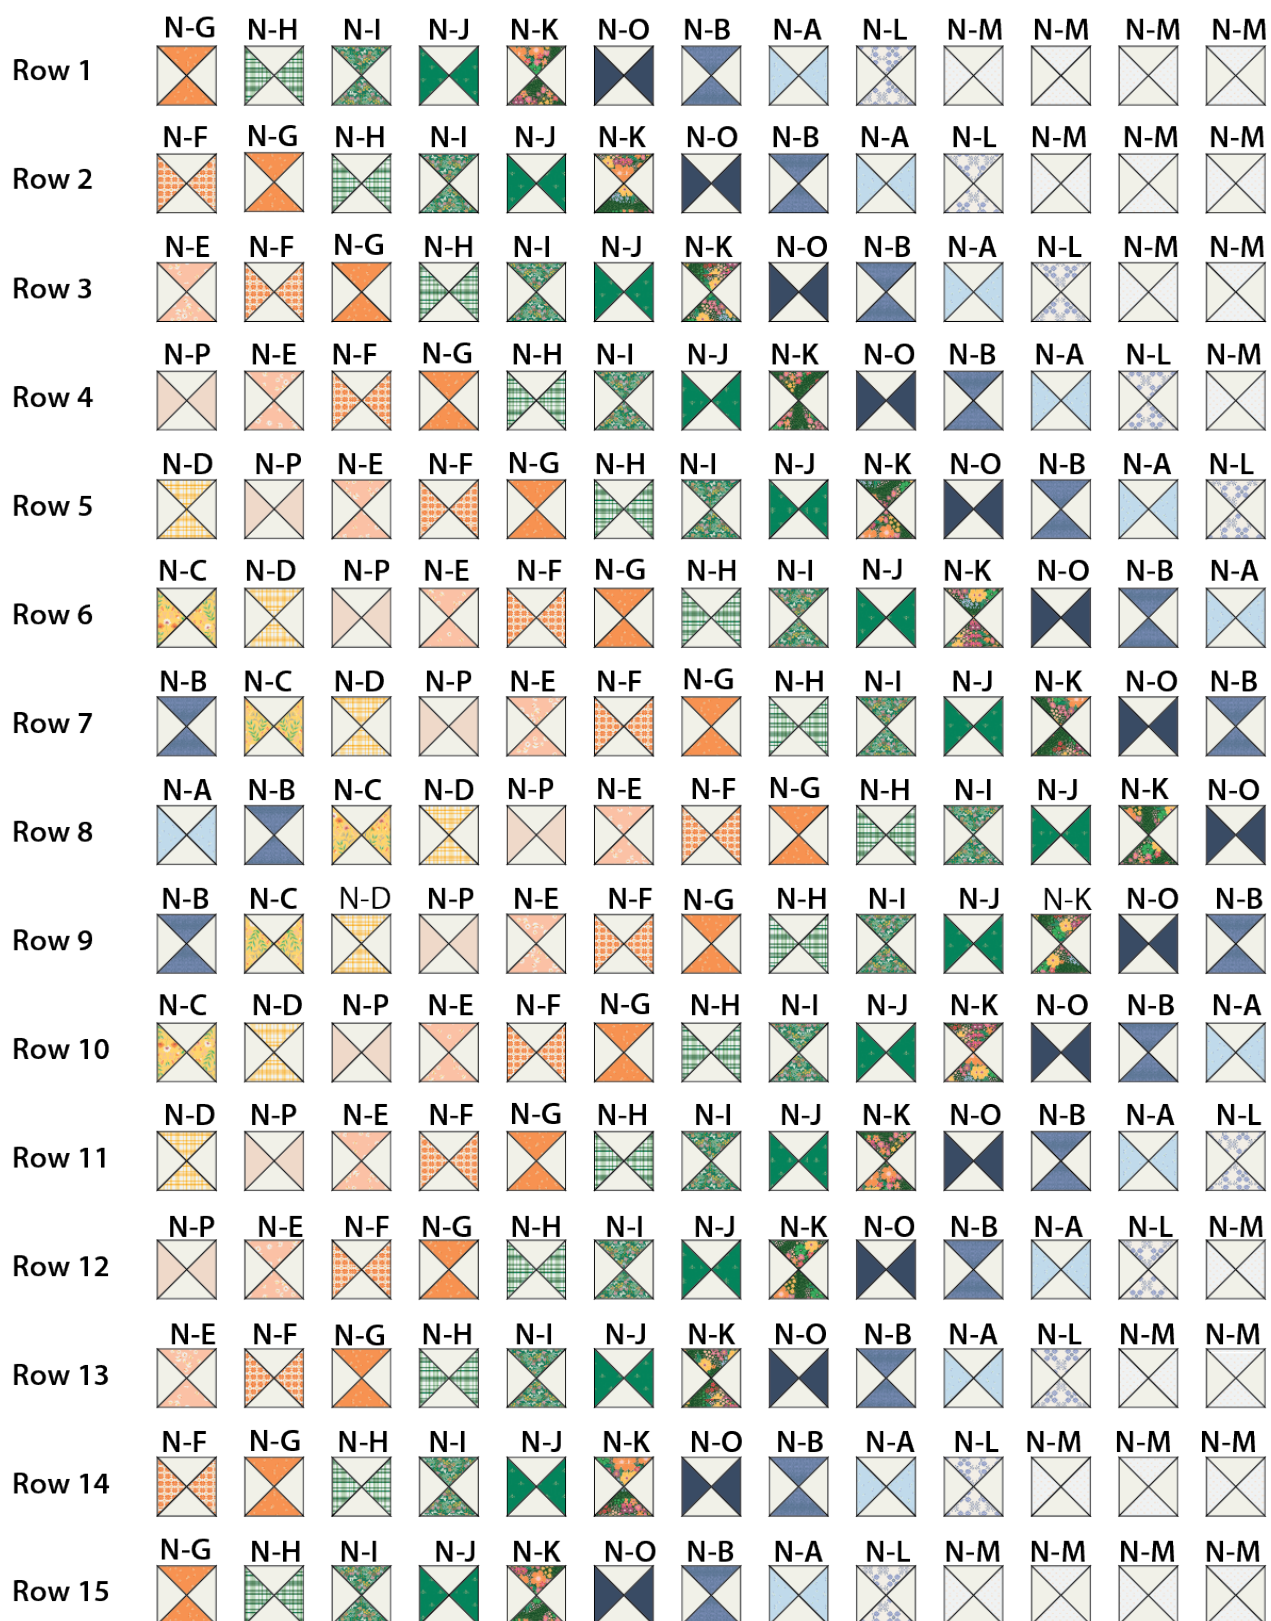 N-G N-H N-I N-J N-K N-O N-B N-A N-L N-M N-M N-M N-M
Row 1
N-F N-G N-H N-I N-J N-K N-O N-B N-A N-L N-M N-M N-M
Row 2
N-E N-F N-G N-H N-I N-J N-K N-O N-B N-A N-L N-M N-M
Row 3
N-P N-E N-F N-G N-H N-I N-J N-K N-O N-B N-A N-L N-M
Row 4
N-D N-P N-E N-F N-G N-H N-I N-J N-K N-O N-B N-A N-L
Row 5
N-C N-D N-P N-E N-F N-G N-H N-I N-J N-K N-O N-B N-A
Row 6
N-B N-C N-D N-P N-E N-F N-G N-H N-I N-J N-K N-O N-B
Row 7
N-A N-B N-C N-D N-P N-E N-F N-G N-H N-I N-J N-K N-O
Row 8
N-B N-C N-D N-P N-E N-F N-G N-H N-I N-J N-K N-O N-B
Row 9
N-C N-D N-P N-E N-F N-G N-H N-I N-J N-K N-O N-B N-A
Row 10
N-D N-P N-E N-F N-G N-H N-I N-J N-K N-O N-B N-A N-L
Row 11
N-P N-E N-F N-G N-H N-I N-J N-K N-O N-B N-A N-L N-M
Row 12
N-E N-F N-G N-H N-I N-J N-K N-O N-B N-A N-L N-M N-M
Row 13
N-F N-G N-H N-I N-J N-K N-O N-B N-A N-L N-M N-M N-M
Row 14
N-G N-H N-I N-J N-K N-O N-B N-A N-L N-M N-M N-M N-M
Row 15